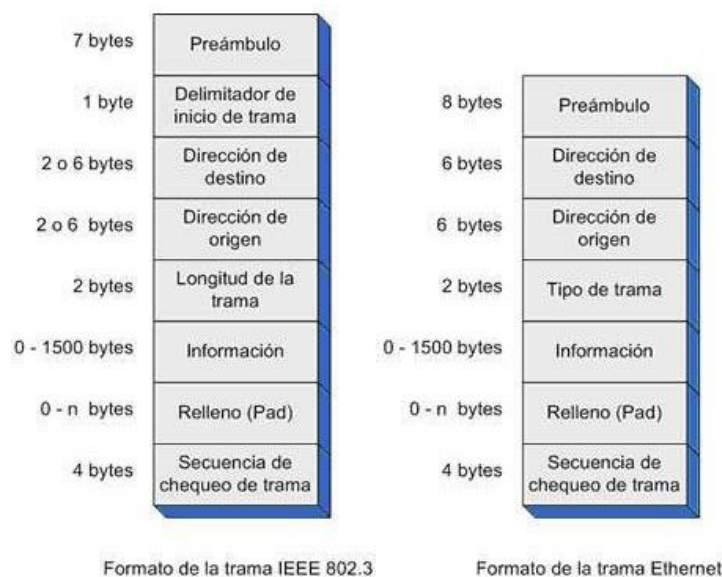 7 bytes
Preámbulo
1 byte
Delimitador de
inicio de trama
2 o 6 bytes
Dirección de
destino
2 o 6 bytes
Dirección de
origen
2 bytes
Longitud de la
trama
0 - 1500 bytes
Información
0 - n bytes
Relleno (Pad)
4 bytes
Secuencia de
chequeo de trama
Formato de la trama IEEE 802.3
8 bytes
Preámbulo
6 bytes
Dirección de
destino
6 bytes
Dirección de
origen
2 bytes
Tipo de trama
0 - 1500 bytes
Información
0 - n bytes
Relleno (Pad)
4 bytes
Secuencia de
chequeo de trama
Formato de la trama Ethernet